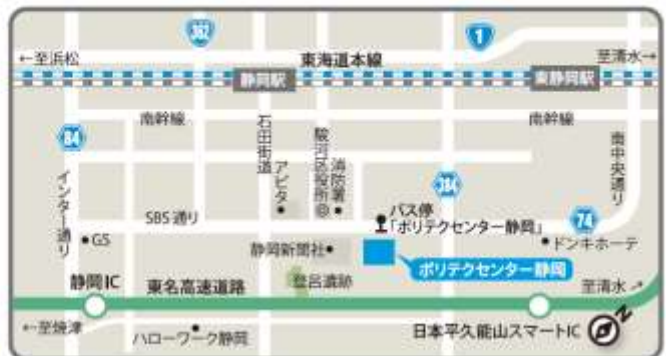 362
1
←至浜松
東海道本線
至清水→
静岡駅
東静岡駅
南幹線
南幹線
84
石田街道
駿河区役所
消防署
南中央通り
アピタ
インター通り
384
SBS通り
バス停
「ポリテクセンター静岡」
74
GS
静岡新聞社
ドンキホーテ
ポリテクセンター静岡
静岡IC
東名高速道路
登呂遺跡
至清水→
←至焼津
ハローワーク静岡
日本平久能山スマートIC
N